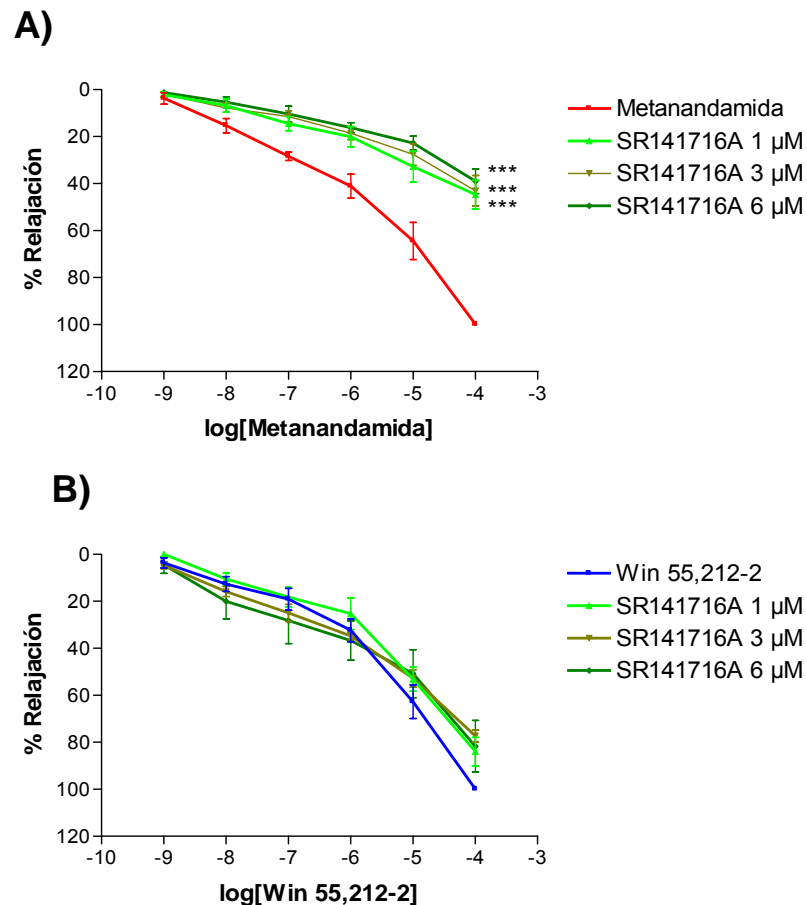 A)
0
20
40
60
80
100
120
% Relajación
-10 -9 -8 -7 -6 -5 -4 -3
log[Metanandamida]
***
***
***
Metanandamida
SR141716A 1 µM
SR141716A 3 µM
SR141716A 6 µM
B)
0
20
40
60
80
100
120
% Relajación
-10 -9 -8 -7 -6 -5 -4 -3
log[Win 55,212-2]
Win 55,212-2
SR141716A 1 µM
SR141716A 3 µM
SR141716A 6 µM